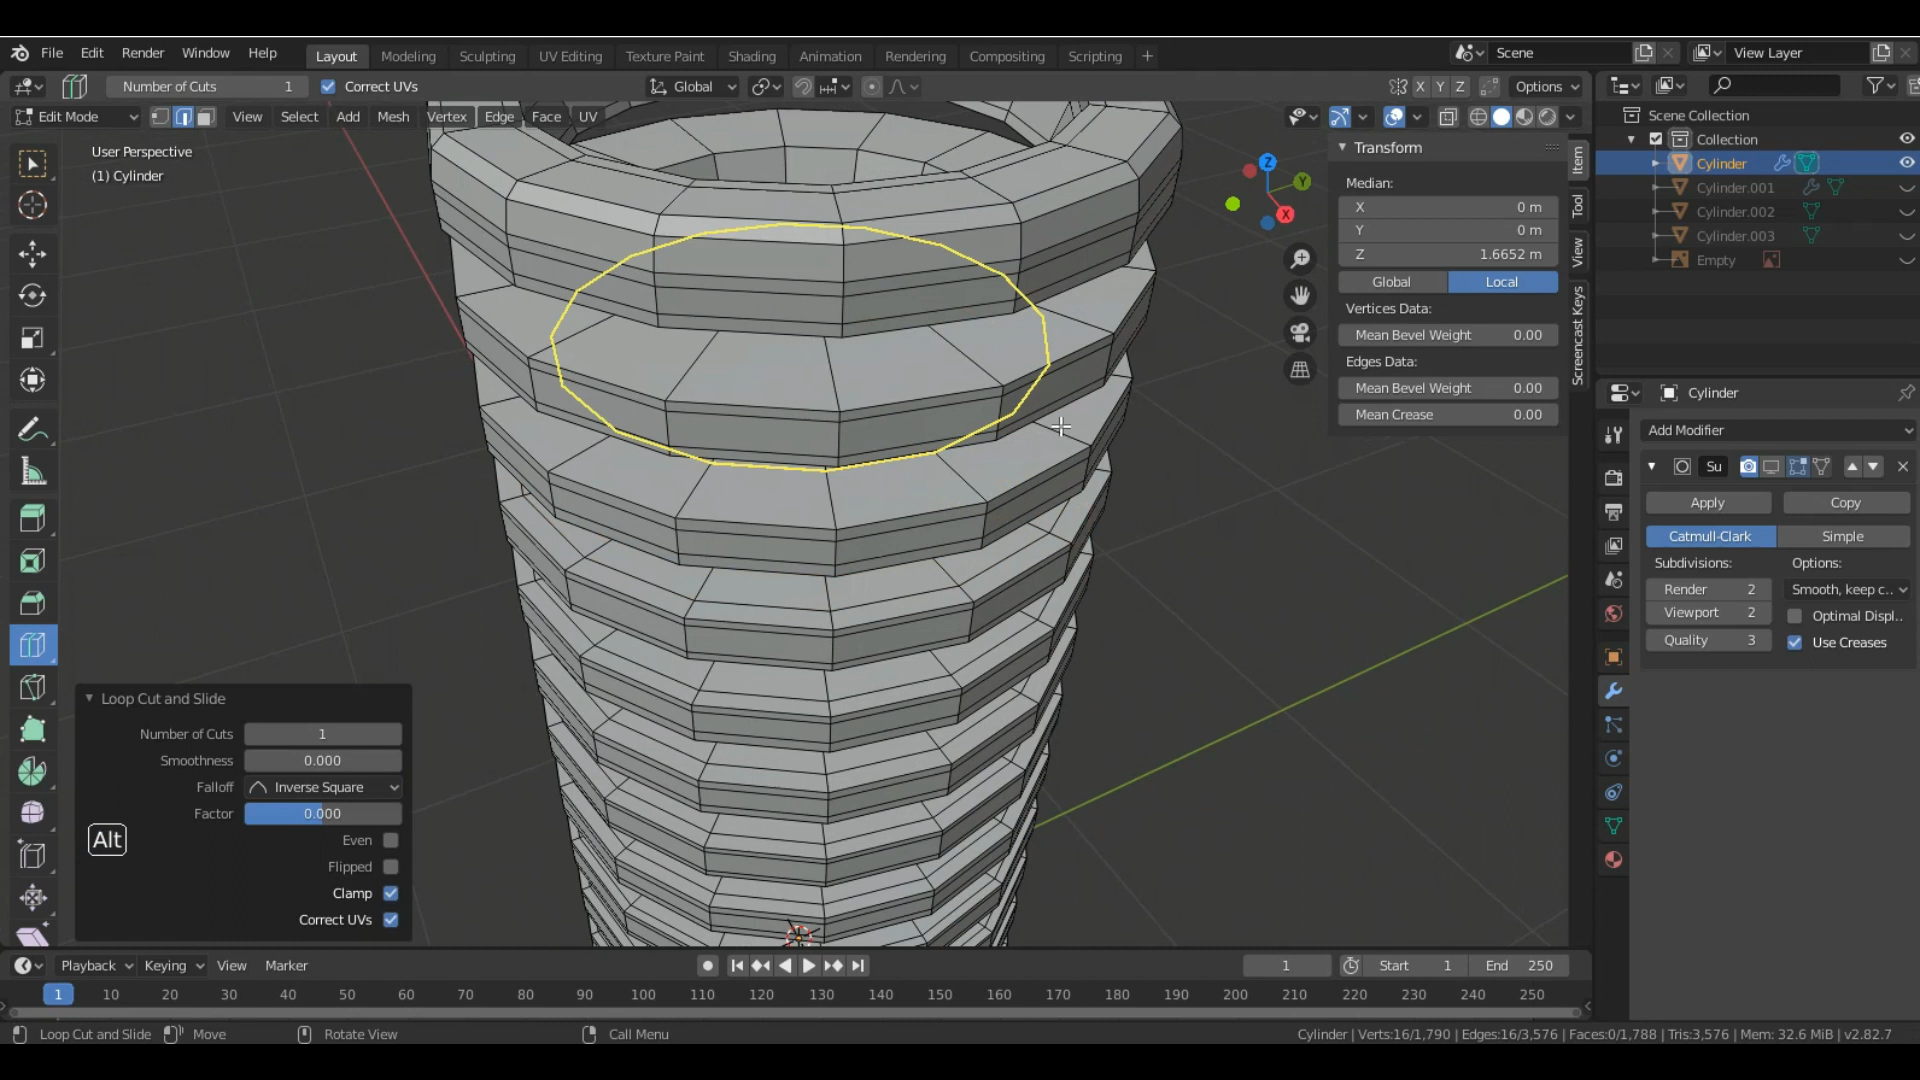 File Edit Render Window Help Layout Modeling Sculpting UV Editing Texture Paint Shading Animation Rendering Compositing Scripting + Scene View Layer
Number of Cuts 1 Correct UVs Global X Y Z Options
Edit Mode View Select Add Mesh Vertex Edge Face UV
User Perspective
(1) Cylinder
Z
Y
X
Transform
Median:
X 0 m
Y 0 m
Z 1.6652 m
Global Local
Vertices Data:
Mean Bevel Weight 0.00
Edges Data:
Mean Bevel Weight 0.00
Mean Crease 0.00
Item
Tool
View
Screencast Keys
Scene Collection
Collection
Cylinder
Cylinder.001
Cylinder.002
Cylinder.003
Empty
Cylinder
Add Modifier
Su
Apply Copy
Catmull-Clark Simple
Subdivisions: Options:
Render 2 Smooth, keep c..
Viewport 2 Optimal Displ..
Quality 3 Use Creases
Loop Cut and Slide
Number of Cuts 1
Smoothness 0.000
Falloff Inverse Square
Factor 0.000
Even
Alt
Flipped
Clamp
Correct UVs
Playback Keying View Marker 1 Start 1 End 250
1 10 20 30 40 50 60 70 80 90 100 110 120 130 140 150 160 170 180 190 200 210 220 230 240 250
Loop Cut and Slide Move Rotate View Call Menu Cylinder | Verts:16/1,790 | Edges:16/3,576 | Faces:0/1,788 | Tris:3,576 | Mem: 32.6 MiB | v2.82.7